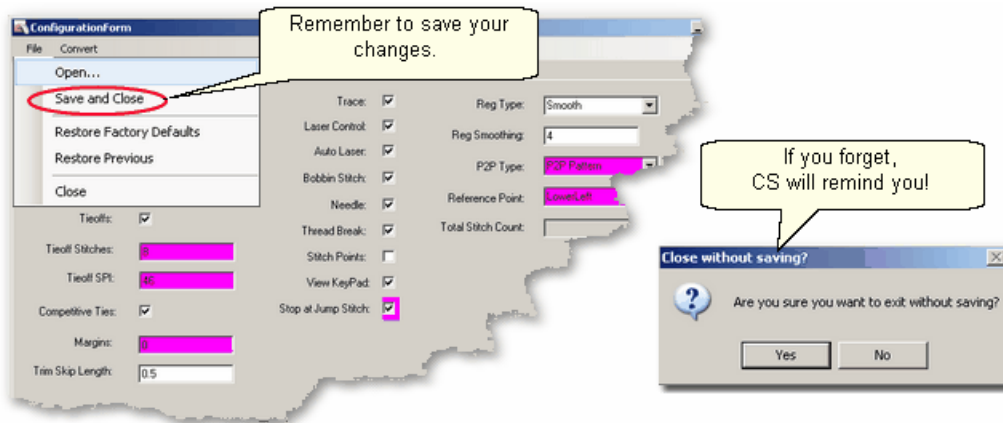 ConfigurationForm
File Convert
Open...
Save and Close
Restore Factory Defaults
Restore Previous
Close
Remember to save your
changes.
Tieoffs:
Tieoff Stitches: 8
Tieoff SPI: 46
Competitive Ties:
Margins: 0
Trim Skip Length: 0.5
Trace:
Laser Control:
Auto Laser:
Bobbin Stitch:
Needle:
Thread Break:
Stitch Points:
View KeyPad:
Stop at Jump Stitch:
Reg Type: Smooth
Reg Smoothing: 4
P2P Type: P2P Pattern
Reference Point: LowerLeft
Total Stitch Count:
If you forget,
CS will remind you!
Close without saving?
Are you sure you want to exit without saving?
Yes No